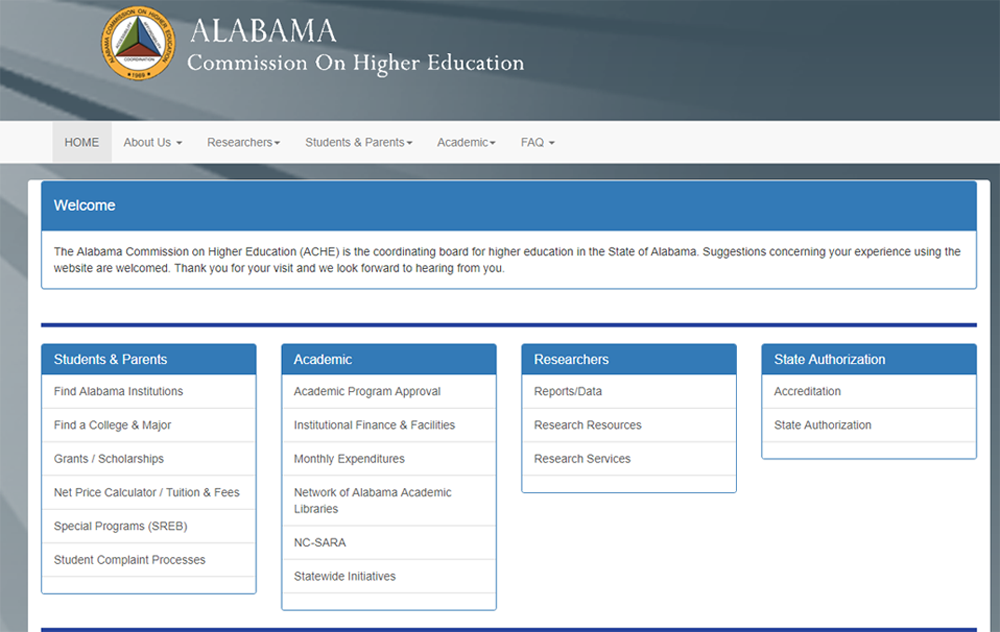 ALABAMA COMMISSION ON HIGHER EDUCATION
COORDINATION
1969
ALABAMA
Commission On Higher Education
HOME About Us Researchers Students & Parents Academic FAQ
Welcome
The Alabama Commission on Higher Education (ACHE) is the coordinating board for higher education in the State of Alabama. Suggestions concerning your experience using the
website are welcomed. Thank you for your visit and we look forward to hearing from you.
Students & Parents
Find Alabama Institutions
Find a College & Major
Grants / Scholarships
Net Price Calculator / Tuition & Fees
Special Programs (SREB)
Student Complaint Processes
Academic
Academic Program Approval
Institutional Finance & Facilities
Monthly Expenditures
Network of Alabama Academic
Libraries
NC-SARA
Statewide Initiatives
Researchers
Reports/Data
Research Resources
Research Services
State Authorization
Accreditation
State Authorization